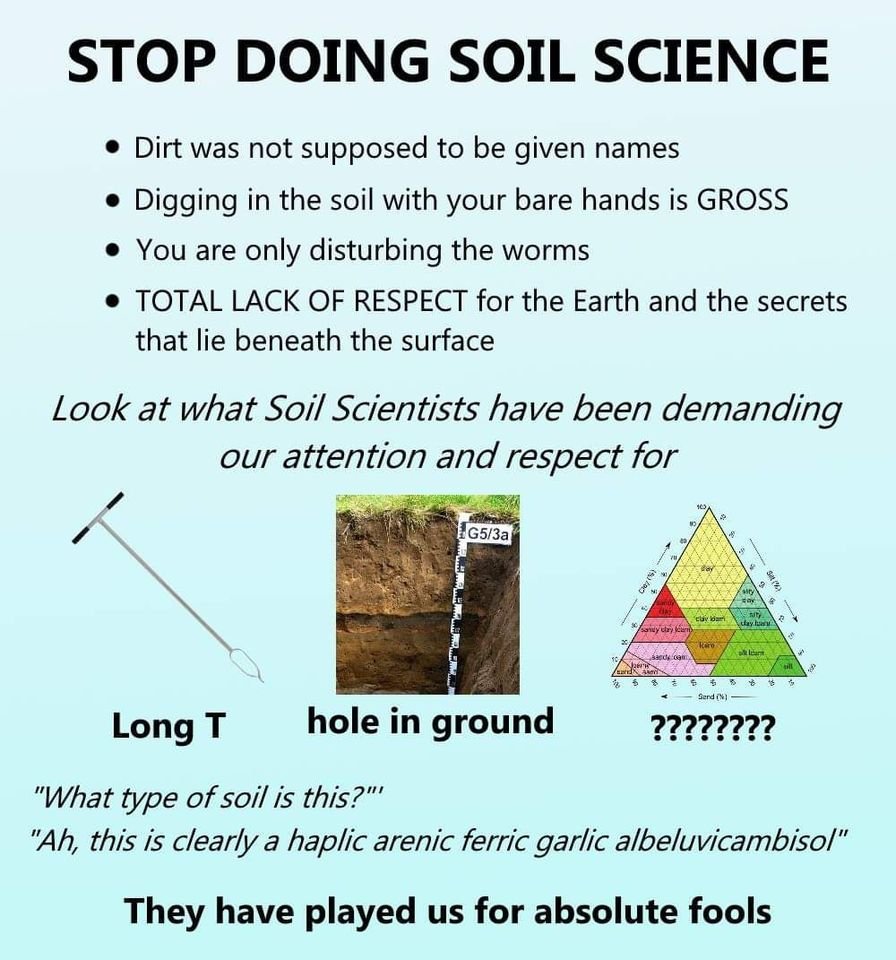 STOP DOING SOIL SCIENCE
• Dirt was not supposed to be given names
• Digging in the soil with your bare hands is GROSS
• You are only disturbing the worms
• TOTAL LACK OF RESPECT for the Earth and the secrets
that lie beneath the surface
Look at what Soil Scientists have been demanding
our attention and respect for
G5/3a
Clay (%)
Silt (%)
clay
silty
clay
sandy
clay
clay loam
silty
clay loam
sandy clay loam
loam
silt loam
sandy loam
loamy
sand
sand
silt
Sand (%)
Long T
hole in ground
????????
"What type of soil is this?"'
"Ah, this is clearly a haplic arenic ferric garlic albeluvicambisol"
They have played us for absolute fools